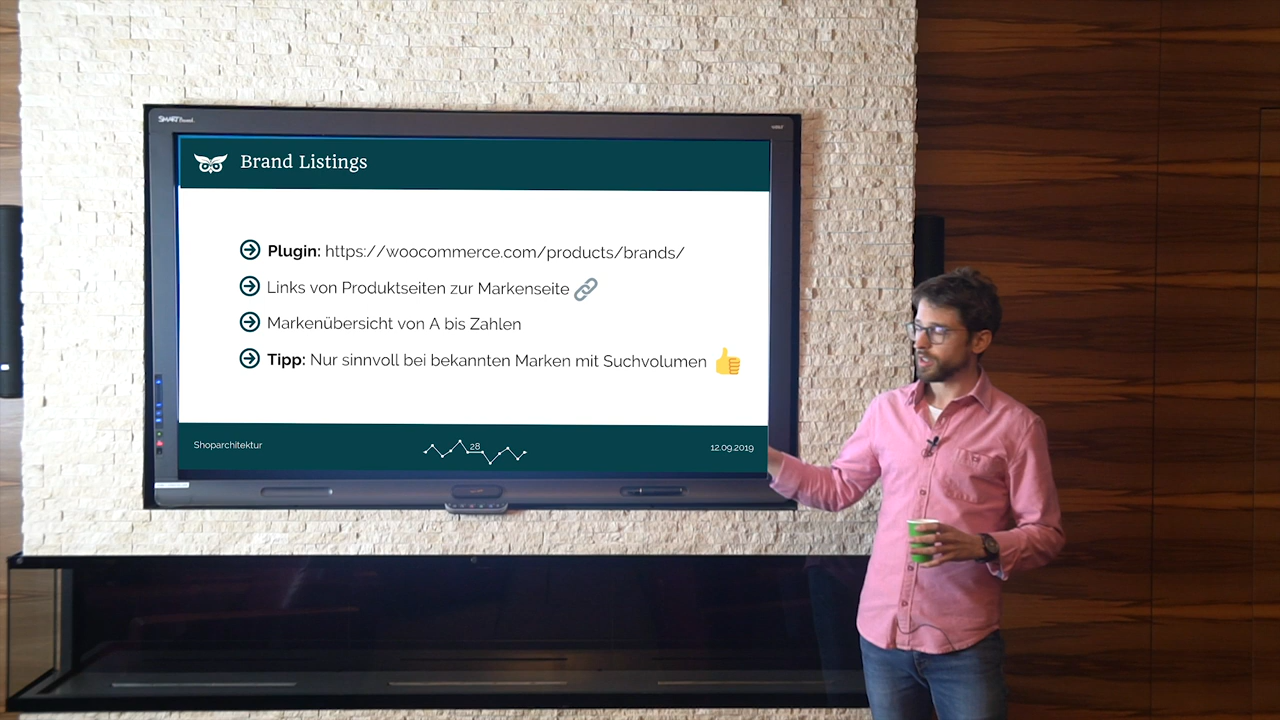 SMART Board
Brand Listings
Plugin: https://woocommerce.com/products/brands/
Links von Produktseiten zur Markenseite
Markenübersicht von A bis Zahlen
Tipp: Nur sinnvoll bei bekannten Marken mit Suchvolumen
Shoparchitektur
28
12.09.2019